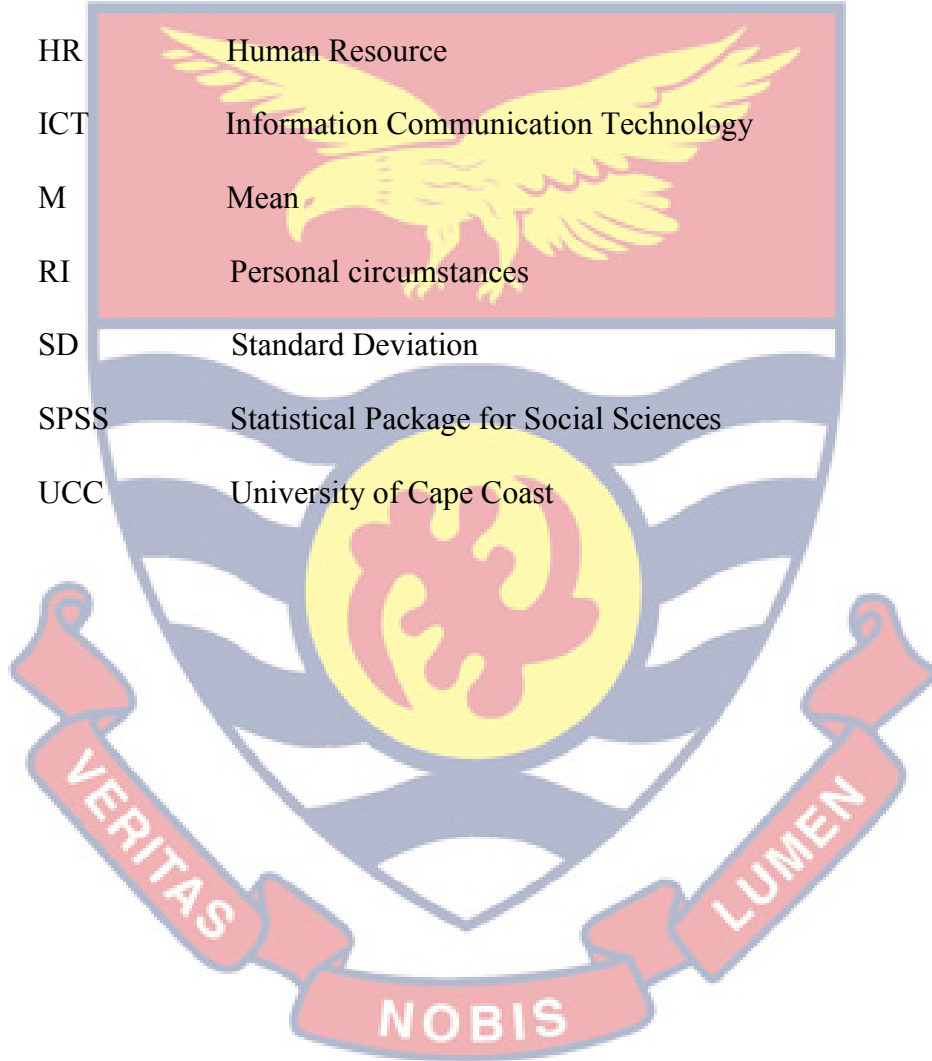 HR Human Resource
ICT Information Communication Technology
M Mean
RI Personal circumstances
SD Standard Deviation
SPSS Statistical Package for Social Sciences
UCC University of Cape Coast
VERITAS NOBIS LUMEN